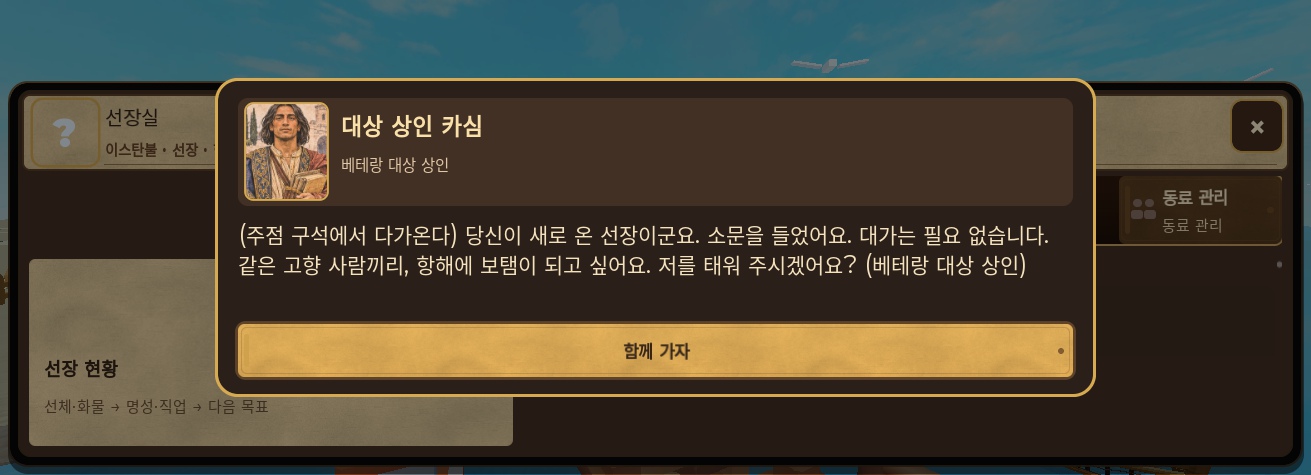 ?
선장실
이스탄불 · 선장 ·
×
대상 상인 카심
베테랑 대상 상인
동료 관리
동료 관리
(주점 구석에서 다가온다) 당신이 새로 온 선장이군요. 소문을 들었어요. 대가는 필요 없습니다.
같은 고향 사람끼리, 항해에 보탬이 되고 싶어요. 저를 태워 주시겠어요? (베테랑 대상 상인)
함께 가자
선장 현황
선체·화물 → 명성·직업 → 다음 목표